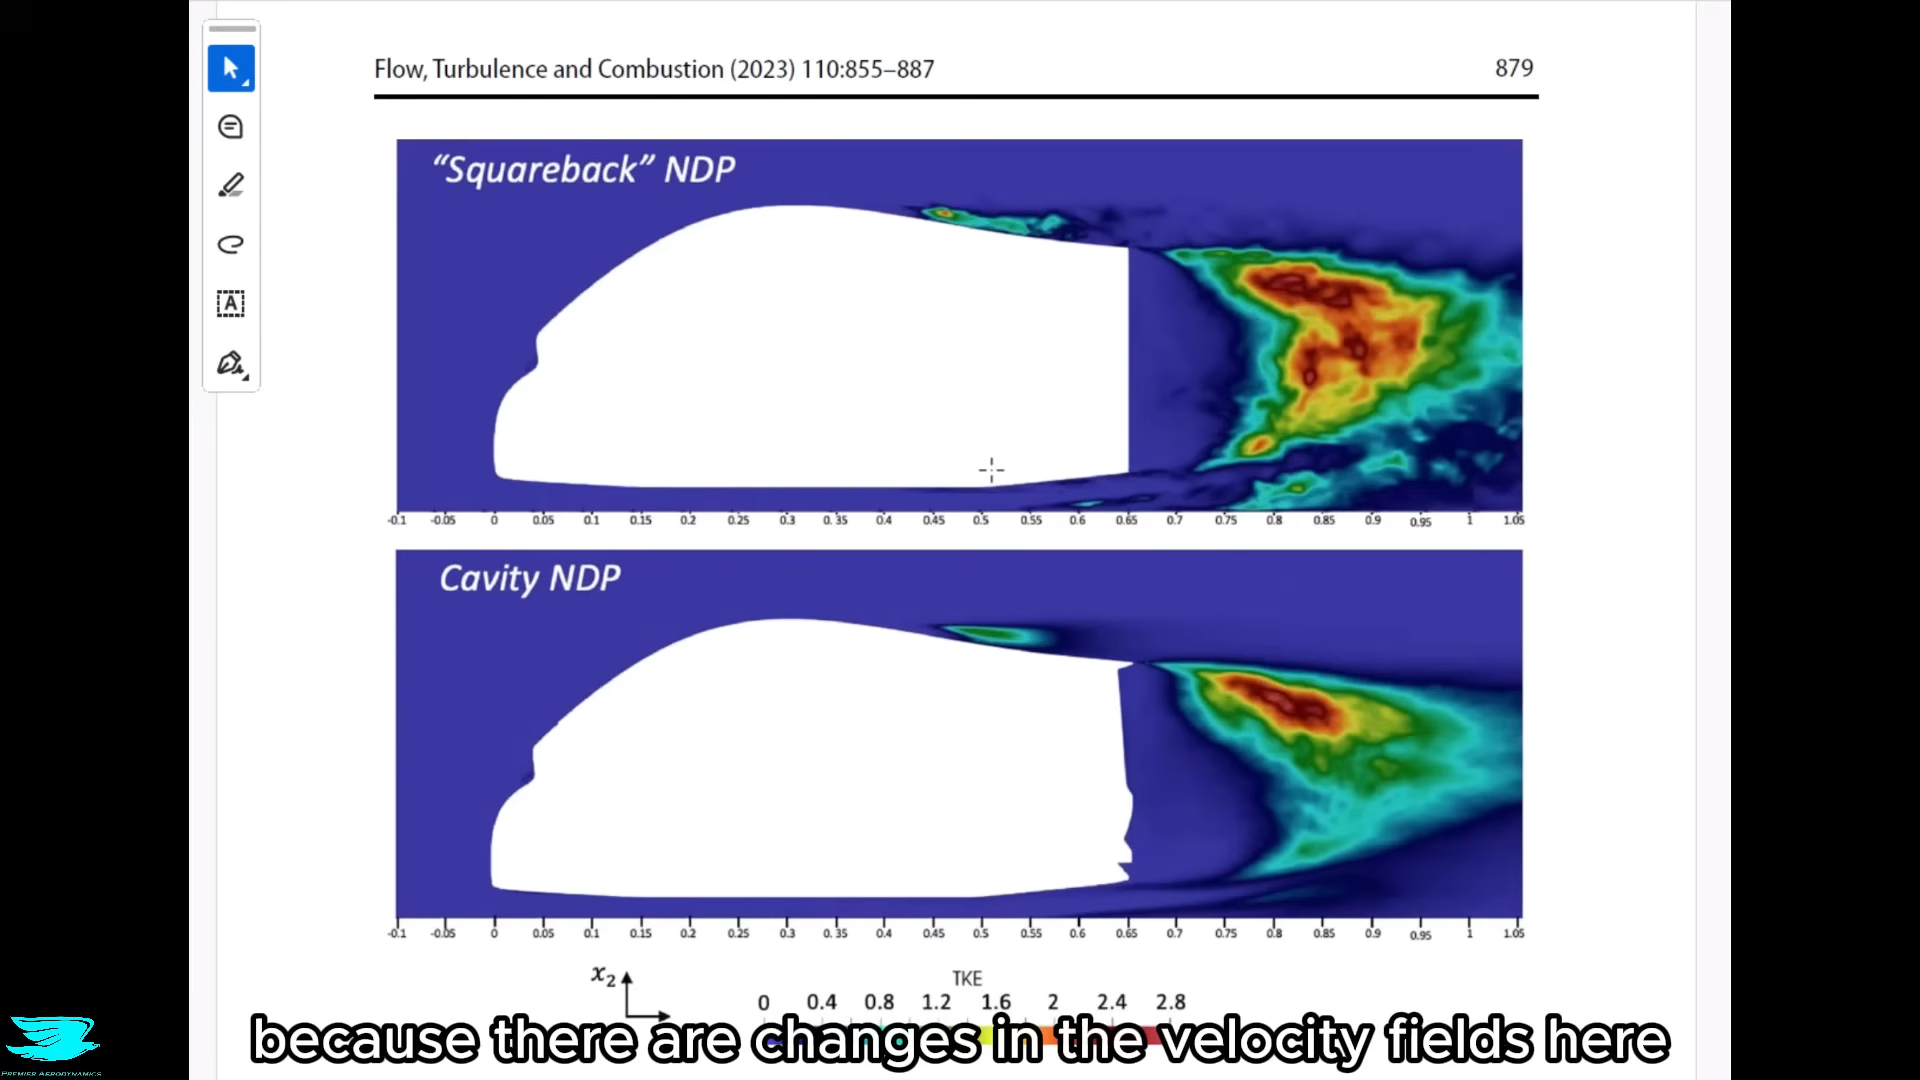 Flow, Turbulence and Combustion (2023) 110:855–887 879
“Squareback” NDP
-0.1 -0.05 0 0.05 0.1 0.15 0.2 0.25 0.3 0.35 0.4 0.45 0.5 0.55 0.6 0.65 0.7 0.75 0.8 0.85 0.9 0.95 1 1.05
Cavity NDP
-0.1 -0.05 0 0.05 0.1 0.15 0.2 0.25 0.3 0.35 0.4 0.45 0.5 0.55 0.6 0.65 0.7 0.75 0.8 0.85 0.9 0.95 1 1.05
x₂
TKE
0 0.4 0.8 1.2 1.6 2 2.4 2.8
because there are changes in the velocity fields here
PREMIER AERODYNAMICS
A